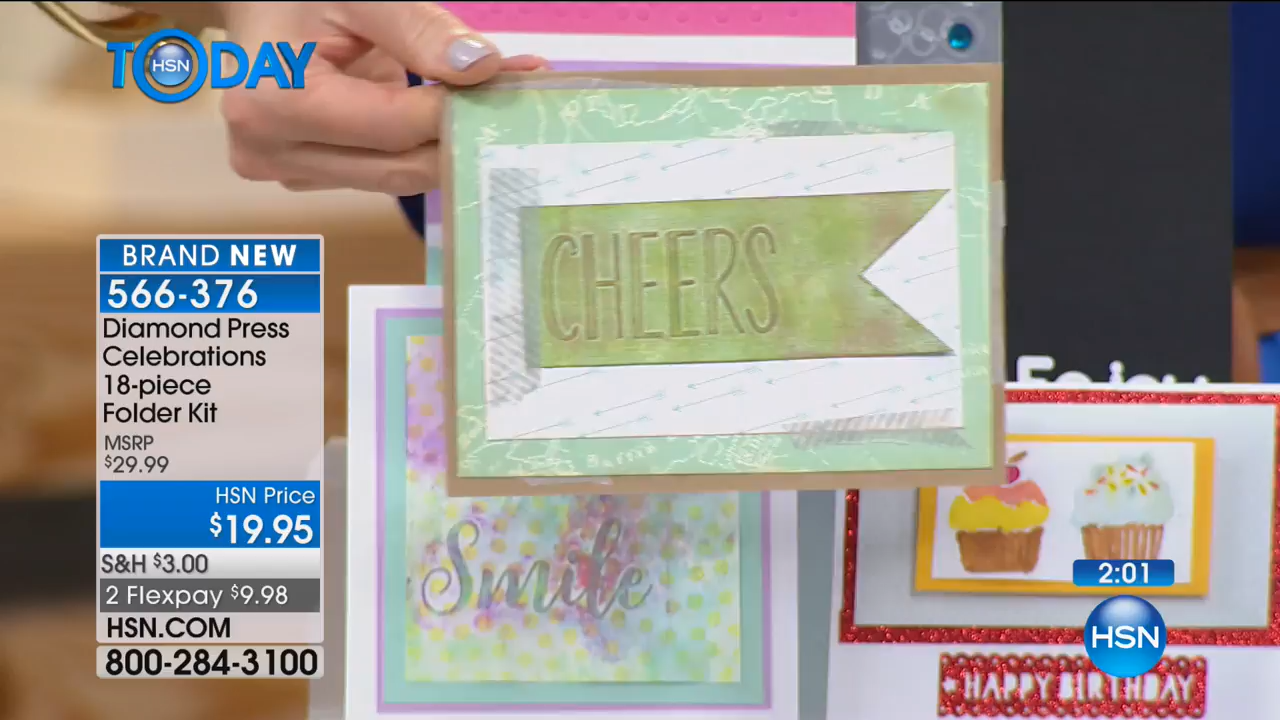 HSN TODAY
BRAND NEW
566-376
Diamond Press
Celebrations
18-piece
Folder Kit
MSRP
$29.99
HSN Price
$19.95
S&H $3.00
2 Flexpay $9.98
HSN.COM
800-284-3100
CHEERS
Smile
Enjoy
2:01
HSN
HAPPY BIRTHDAY